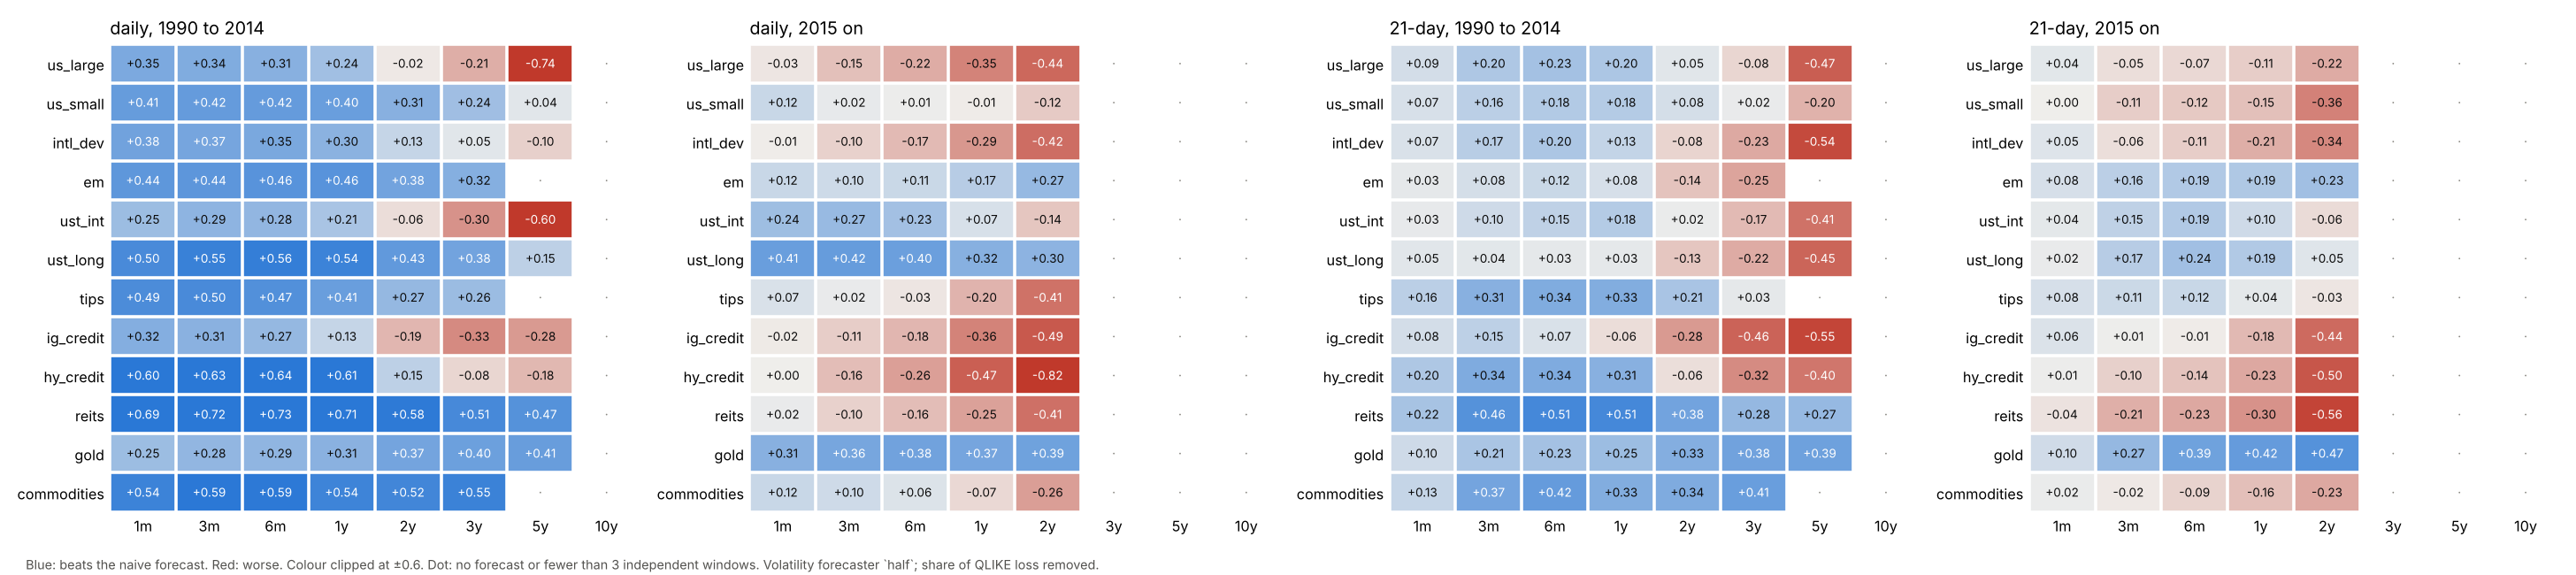 daily, 1990 to 2014 daily, 2015 on 21-day, 1990 to 2014 21-day, 2015 on
us_large +0.35 +0.34 +0.31 +0.24 -0.02 -0.21 -0.74 · us_large -0.03 -0.15 -0.22 -0.35 -0.44 · · · us_large +0.09 +0.20 +0.23 +0.20 +0.05 -0.08 -0.47 · us_large +0.04 -0.05 -0.07 -0.11 -0.22 · · ·
us_small +0.41 +0.42 +0.42 +0.40 +0.31 +0.24 +0.04 · us_small +0.12 +0.02 +0.01 -0.01 -0.12 · · · us_small +0.07 +0.16 +0.18 +0.18 +0.08 +0.02 -0.20 · us_small +0.00 -0.11 -0.12 -0.15 -0.36 · · ·
intl_dev +0.38 +0.37 +0.35 +0.30 +0.13 +0.05 -0.10 · intl_dev -0.01 -0.10 -0.17 -0.29 -0.42 · · · intl_dev +0.07 +0.17 +0.20 +0.13 -0.08 -0.23 -0.54 · intl_dev +0.05 -0.06 -0.11 -0.21 -0.34 · · ·
em +0.44 +0.44 +0.46 +0.46 +0.38 +0.32 · · em +0.12 +0.10 +0.11 +0.17 +0.27 · · · em +0.03 +0.08 +0.12 +0.08 -0.14 -0.25 · · em +0.08 +0.16 +0.19 +0.19 +0.23 · · ·
ust_int +0.25 +0.29 +0.28 +0.21 -0.06 -0.30 -0.60 · ust_int +0.24 +0.27 +0.23 +0.07 -0.14 · · · ust_int +0.03 +0.10 +0.15 +0.18 +0.02 -0.17 -0.41 · ust_int +0.04 +0.15 +0.19 +0.10 -0.06 · · ·
ust_long +0.50 +0.55 +0.56 +0.54 +0.43 +0.38 +0.15 · ust_long +0.41 +0.42 +0.40 +0.32 +0.30 · · · ust_long +0.05 +0.04 +0.03 +0.03 -0.13 -0.22 -0.45 · ust_long +0.02 +0.17 +0.24 +0.19 +0.05 · · ·
tips +0.49 +0.50 +0.47 +0.41 +0.27 +0.26 · · tips +0.07 +0.02 -0.03 -0.20 -0.41 · · · tips +0.16 +0.31 +0.34 +0.33 +0.21 +0.03 · · tips +0.08 +0.11 +0.12 +0.04 -0.03 · · ·
ig_credit +0.32 +0.31 +0.27 +0.13 -0.19 -0.33 -0.28 · ig_credit -0.02 -0.11 -0.18 -0.36 -0.49 · · · ig_credit +0.08 +0.15 +0.07 -0.06 -0.28 -0.46 -0.55 · ig_credit +0.06 +0.01 -0.01 -0.18 -0.44 · · ·
hy_credit +0.60 +0.63 +0.64 +0.61 +0.15 -0.08 -0.18 · hy_credit +0.00 -0.16 -0.26 -0.47 -0.82 · · · hy_credit +0.20 +0.34 +0.34 +0.31 -0.06 -0.32 -0.40 · hy_credit +0.01 -0.10 -0.14 -0.23 -0.50 · · ·
reits +0.69 +0.72 +0.73 +0.71 +0.58 +0.51 +0.47 · reits +0.02 -0.10 -0.16 -0.25 -0.41 · · · reits +0.22 +0.46 +0.51 +0.51 +0.38 +0.28 +0.27 · reits -0.04 -0.21 -0.23 -0.30 -0.56 · · ·
gold +0.25 +0.28 +0.29 +0.31 +0.37 +0.40 +0.41 · gold +0.31 +0.36 +0.38 +0.37 +0.39 · · · gold +0.10 +0.21 +0.23 +0.25 +0.33 +0.38 +0.39 · gold +0.10 +0.27 +0.39 +0.42 +0.47 · · ·
commodities +0.54 +0.59 +0.59 +0.54 +0.52 +0.55 · · commodities +0.12 +0.10 +0.06 -0.07 -0.26 · · · commodities +0.13 +0.37 +0.42 +0.33 +0.34 +0.41 · · commodities +0.02 -0.02 -0.09 -0.16 -0.23 · · ·
1m 3m 6m 1y 2y 3y 5y 10y 1m 3m 6m 1y 2y 3y 5y 10y 1m 3m 6m 1y 2y 3y 5y 10y 1m 3m 6m 1y 2y 3y 5y 10y
Blue: beats the naive forecast. Red: worse. Colour clipped at ±0.6. Dot: no forecast or fewer than 3 independent windows. Volatility forecaster `half`; share of QLIKE loss removed.